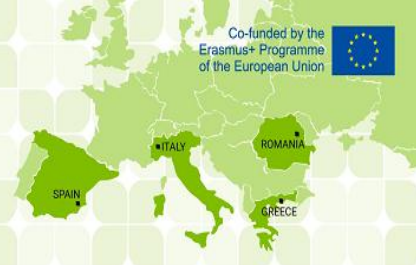 Co-funded by the
Erasmus+ Programme
of the European Union
ITALY
ROMANIA
SPAIN
GREECE